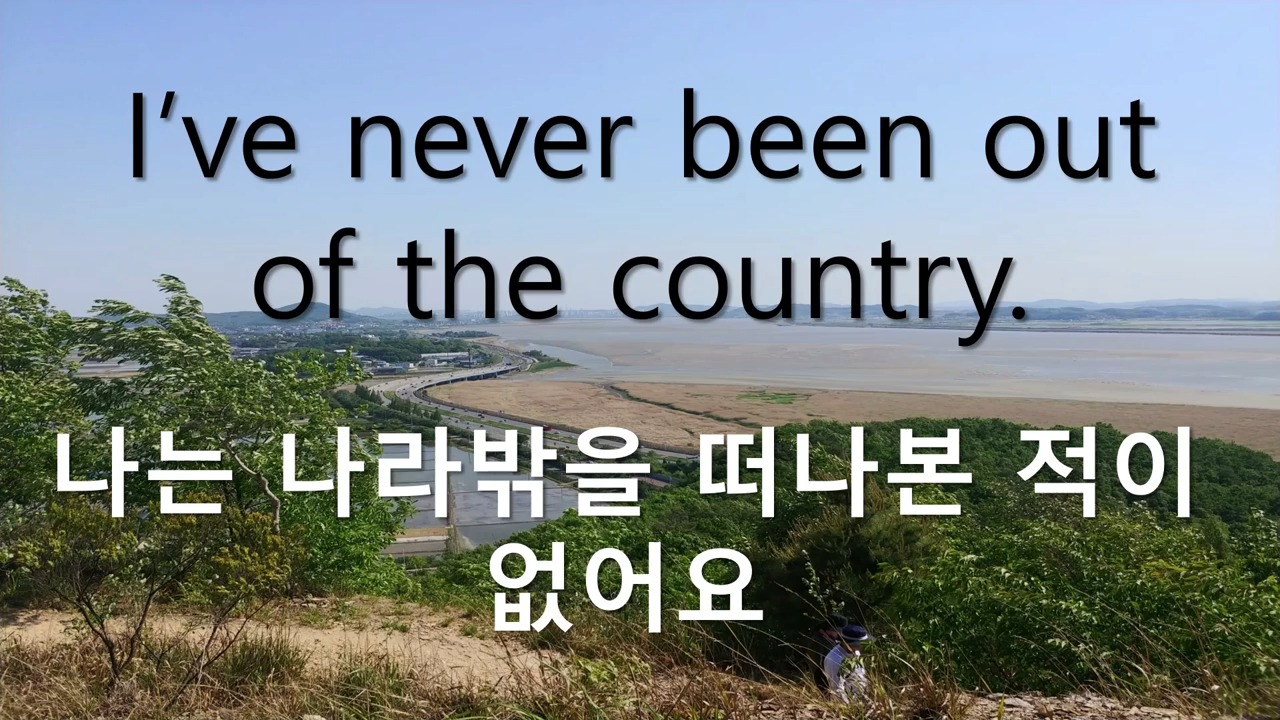 I've never been out
of the country.
나는 나라밖을 떠나본 적이
없어요